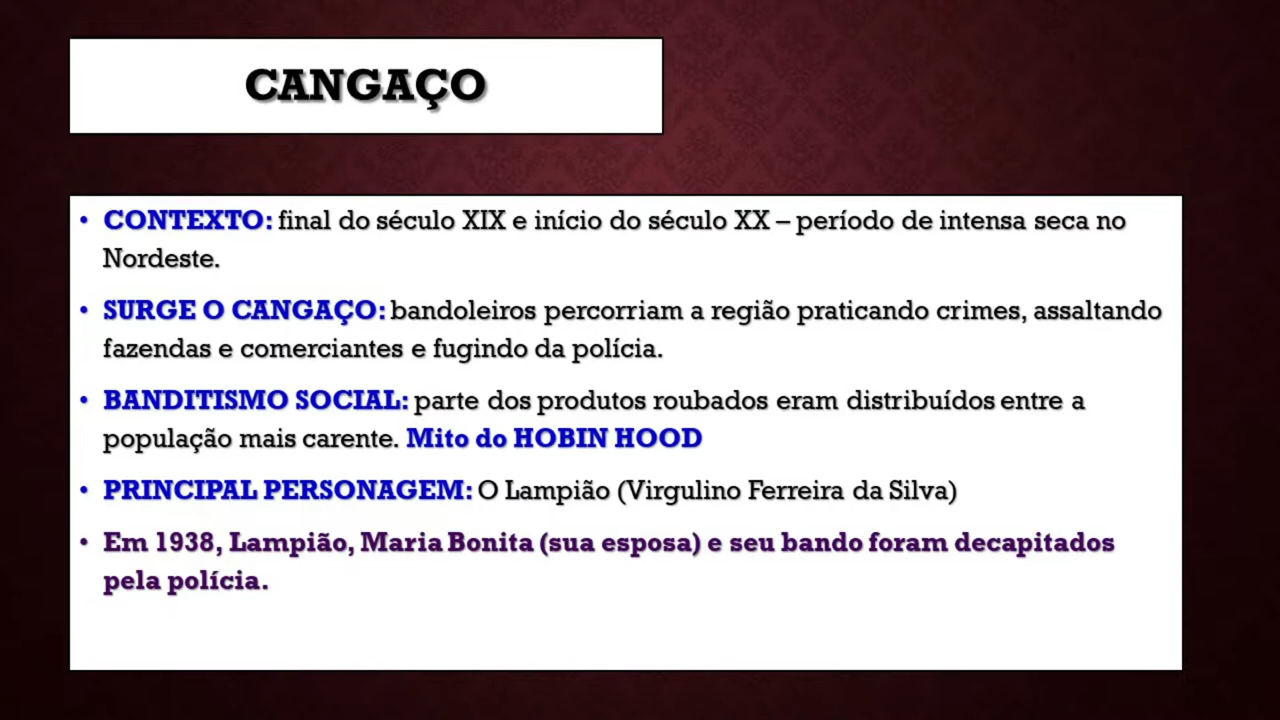 CANGAÇO
• CONTEXTO: final do século XIX e início do século XX – período de intensa seca no
Nordeste.
• SURGE O CANGAÇO: bandoleiros percorriam a região praticando crimes, assaltando
fazendas e comerciantes e fugindo da polícia.
• BANDITISMO SOCIAL: parte dos produtos roubados eram distribuídos entre a
população mais carente. Mito do HOBIN HOOD
• PRINCIPAL PERSONAGEM: O Lampião (Virgulino Ferreira da Silva)
• Em 1938, Lampião, Maria Bonita (sua esposa) e seu bando foram decapitados
pela polícia.